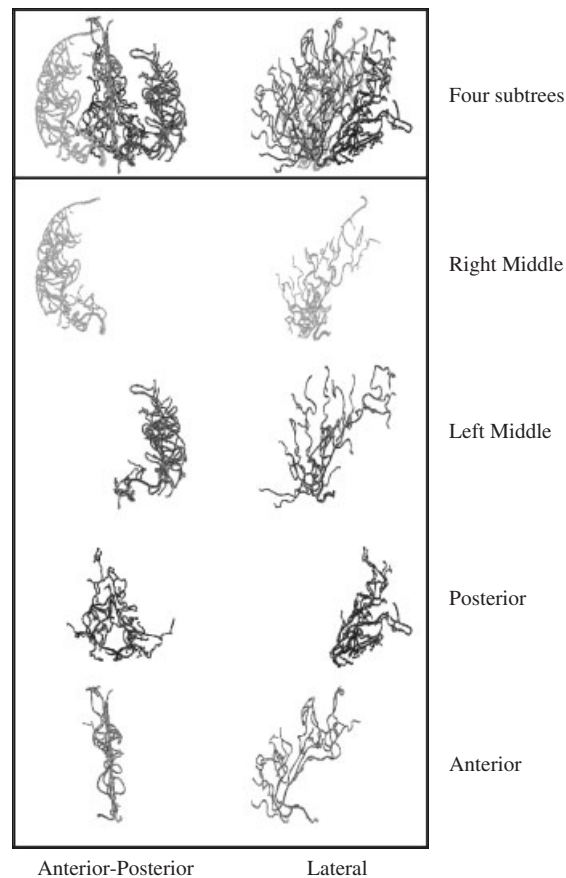 Four subtrees
Right Middle
Left Middle
Posterior
Anterior
Anterior-Posterior Lateral